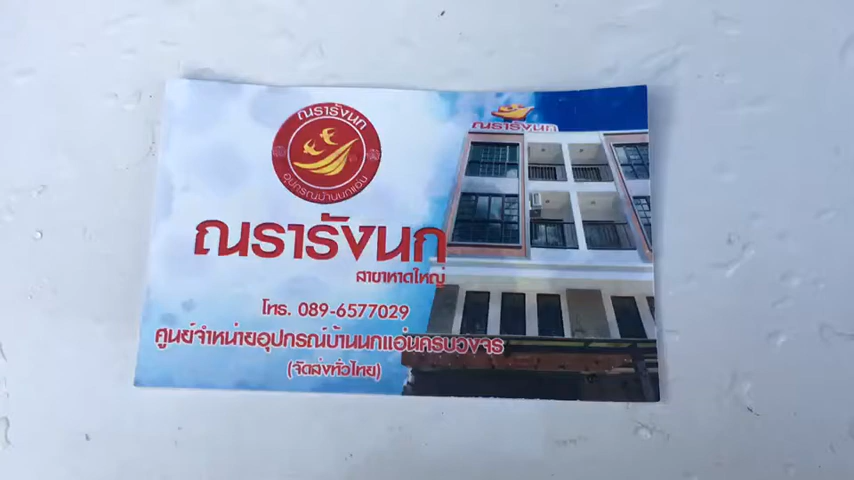 ณรารังนก
อุปกรณ์บ้านนกแอ่น
ณรารังนก
ณรารังนก
สาขาหาดใหญ่
โทร. 089-6577029
ศูนย์จำหน่ายอุปกรณ์บ้านนกแอ่นครบวงจร
(จัดส่งทั่วไทย)